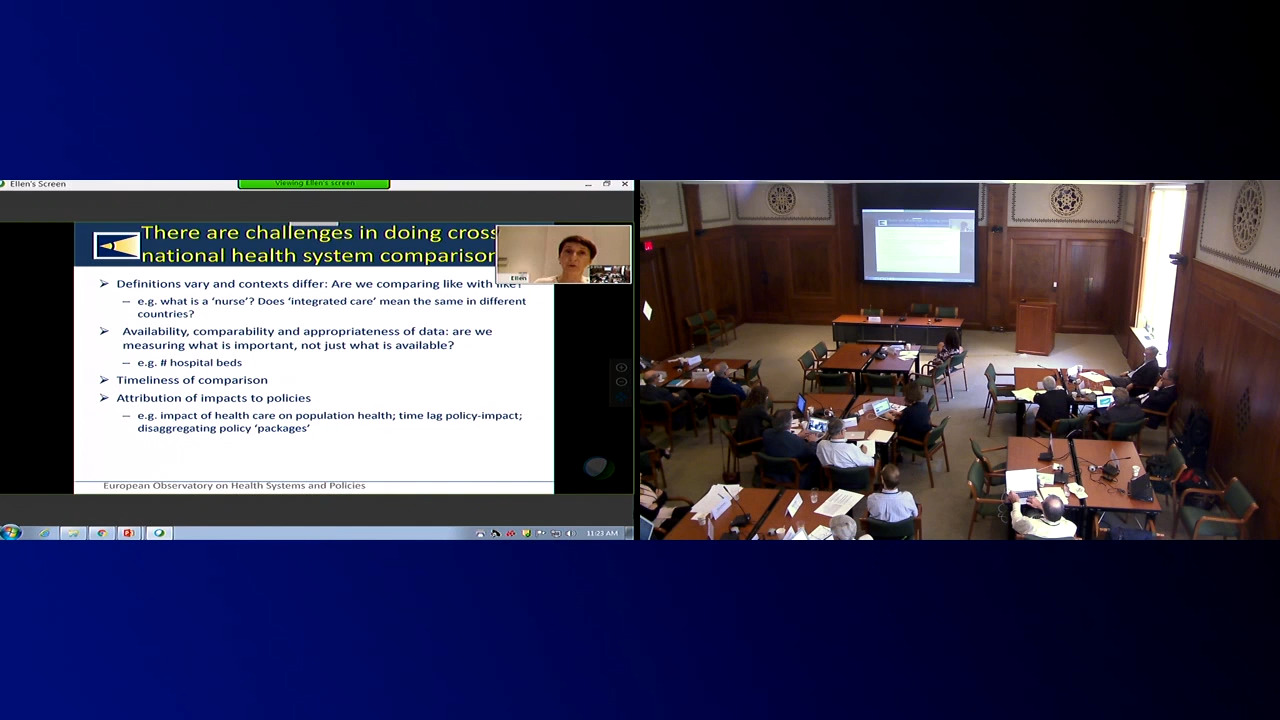 Ellen's Screen
Viewing Ellen's screen
There are challenges in doing cross
national health system comparison
Ellen
Definitions vary and contexts differ: Are we comparing like with like?
– e.g. what is a ‘nurse’? Does ‘integrated care’ mean the same in different
countries?
Availability, comparability and appropriateness of data: are we
measuring what is important, not just what is available?
– e.g. # hospital beds
Timeliness of comparison
Attribution of impacts to policies
– e.g. impact of health care on population health; time lag policy-impact;
disaggregating policy ‘packages’
European Observatory on Health Systems and Policies
11:23 AM